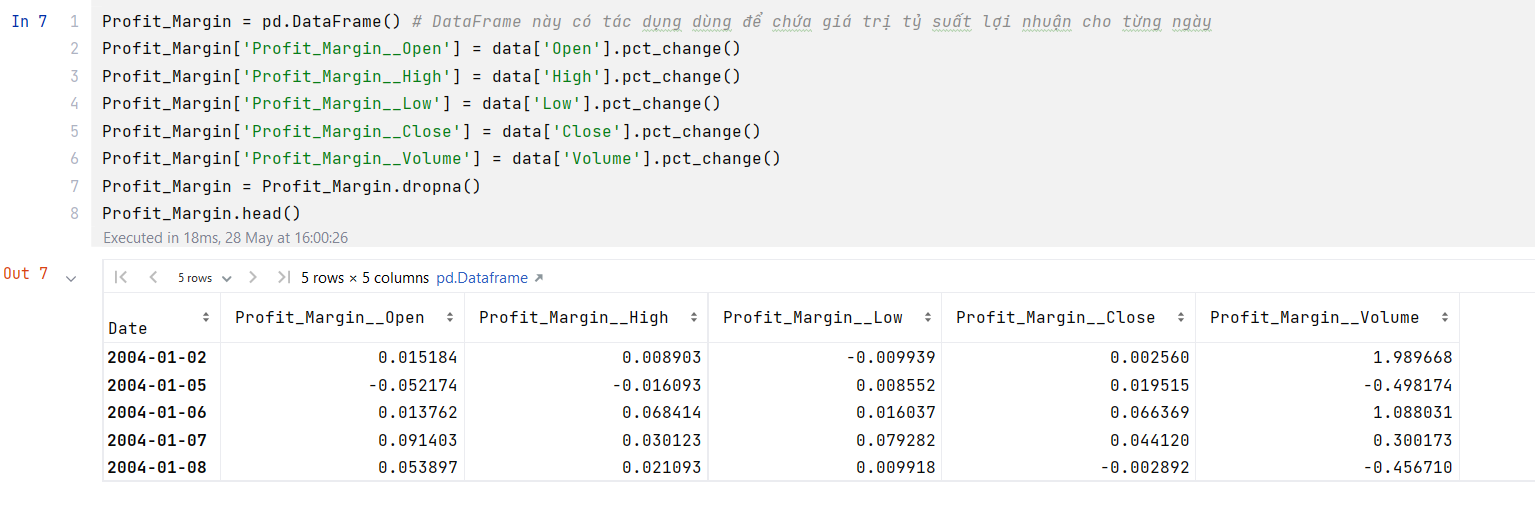 In 7
1 Profit_Margin = pd.DataFrame() # DataFrame này có tác dụng dùng để chứa giá trị tỷ suất lợi nhuận cho từng ngày
2 Profit_Margin['Profit_Margin__Open'] = data['Open'].pct_change()
3 Profit_Margin['Profit_Margin__High'] = data['High'].pct_change()
4 Profit_Margin['Profit_Margin__Low'] = data['Low'].pct_change()
5 Profit_Margin['Profit_Margin__Close'] = data['Close'].pct_change()
6 Profit_Margin['Profit_Margin__Volume'] = data['Volume'].pct_change()
7 Profit_Margin = Profit_Margin.dropna()
8 Profit_Margin.head()
Executed in 18ms, 28 May at 16:00:26
Out 7
5 rows 5 rows × 5 columns pd.Dataframe
Date Profit_Margin__Open Profit_Margin__High Profit_Margin__Low Profit_Margin__Close Profit_Margin__Volume
2004-01-02 0.015184 0.008903 -0.009939 0.002560 1.989668
2004-01-05 -0.052174 -0.016093 0.008552 0.019515 -0.498174
2004-01-06 0.013762 0.068414 0.016037 0.066369 1.088031
2004-01-07 0.091403 0.030123 0.079282 0.044120 0.300173
2004-01-08 0.053897 0.021093 0.009918 -0.002892 -0.456710